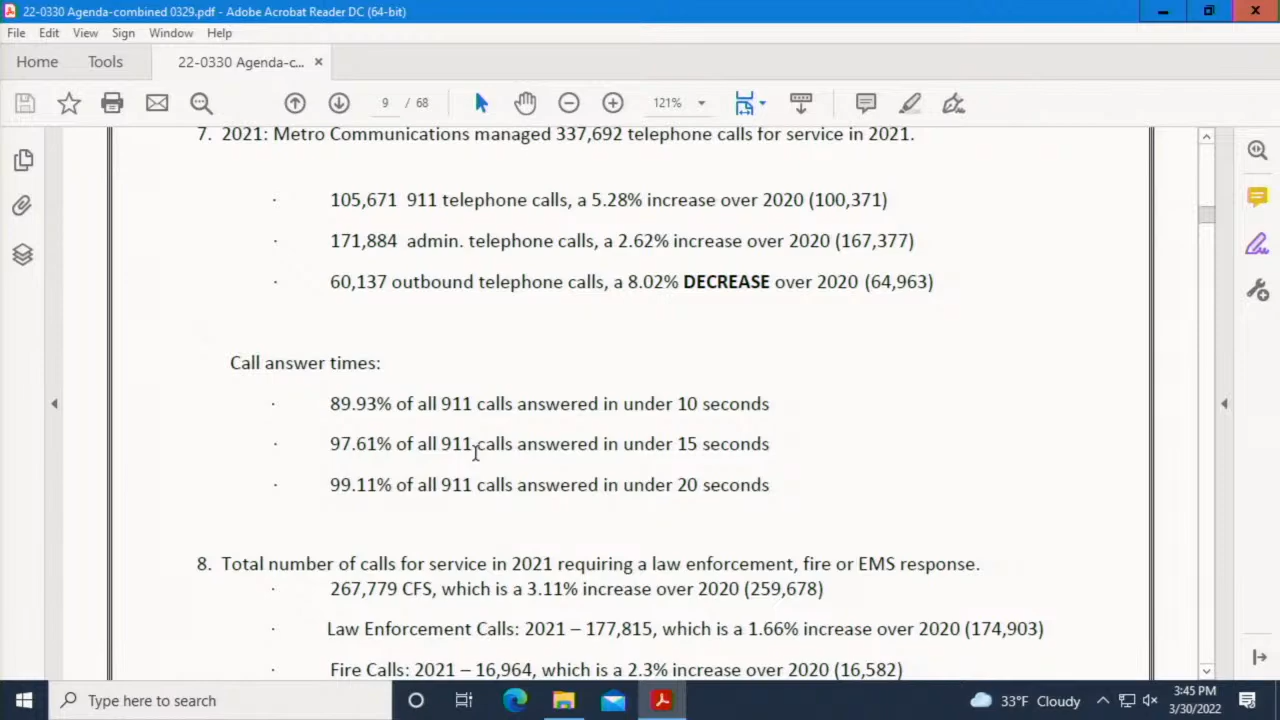 22-0330 Agenda-combined 0329.pdf - Adobe Acrobat Reader DC (64-bit)
File Edit View Sign Window Help
Home Tools 22-0330 Agenda-c... ×
9 / 68 121%
7. 2021: Metro Communications managed 337,692 telephone calls for service in 2021.
· 105,671 911 telephone calls, a 5.28% increase over 2020 (100,371)
· 171,884 admin. telephone calls, a 2.62% increase over 2020 (167,377)
· 60,137 outbound telephone calls, a 8.02% DECREASE over 2020 (64,963)
Call answer times:
· 89.93% of all 911 calls answered in under 10 seconds
· 97.61% of all 911 calls answered in under 15 seconds
· 99.11% of all 911 calls answered in under 20 seconds
8. Total number of calls for service in 2021 requiring a law enforcement, fire or EMS response.
· 267,779 CFS, which is a 3.11% increase over 2020 (259,678)
· Law Enforcement Calls: 2021 – 177,815, which is a 1.66% increase over 2020 (174,903)
· Fire Calls: 2021 – 16,964, which is a 2.3% increase over 2020 (16,582)
Type here to search
33°F Cloudy
3:45 PM
3/30/2022